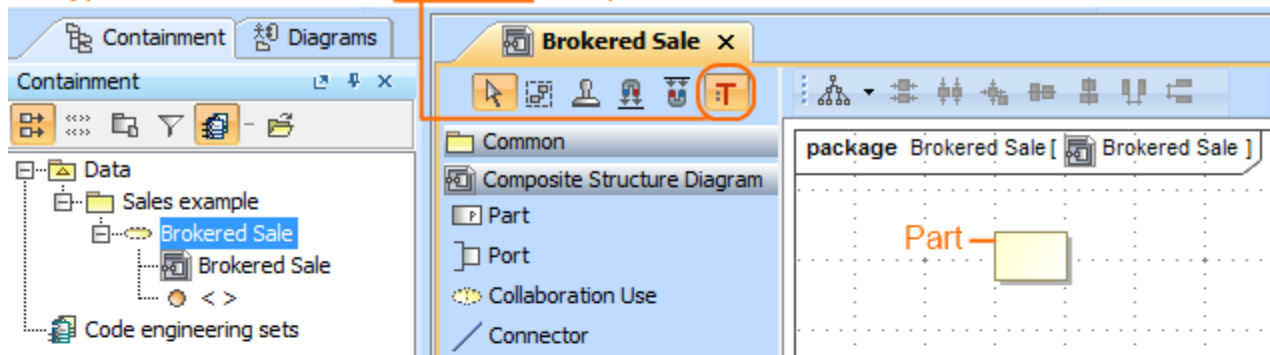 Containment
Diagrams
Brokered Sale
Containment
:T
Common
package Brokered Sale [ Brokered Sale ]
Data
Composite Structure Diagram
Sales example
P Part
Part
Brokered Sale
Port
Brokered Sale
Collaboration Use
< >
Code engineering sets
Connector